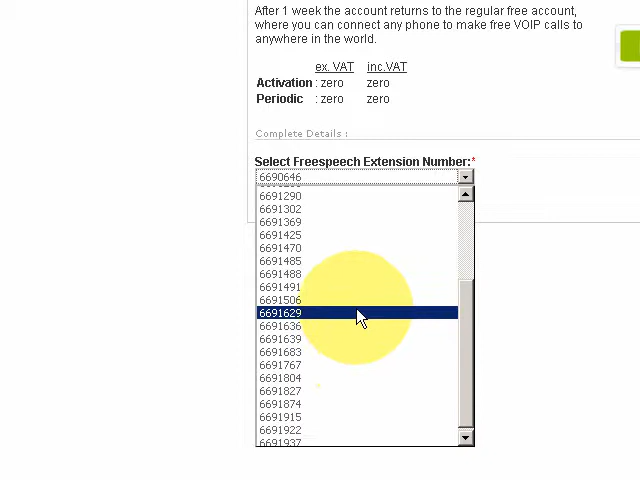 After 1 week the account returns to the regular free account,
where you can connect any phone to make free VOIP calls to
anywhere in the world.
ex. VAT inc.VAT
Activation : zero zero
Periodic : zero zero
Complete Details :
Select Freespeech Extension Number:*
6690646
6691290
6691302
6691369
6691425
6691470
6691485
6691488
6691491
6691506
6691629
6691636
6691639
6691683
6691767
6691804
6691827
6691874
6691915
6691922
6691937